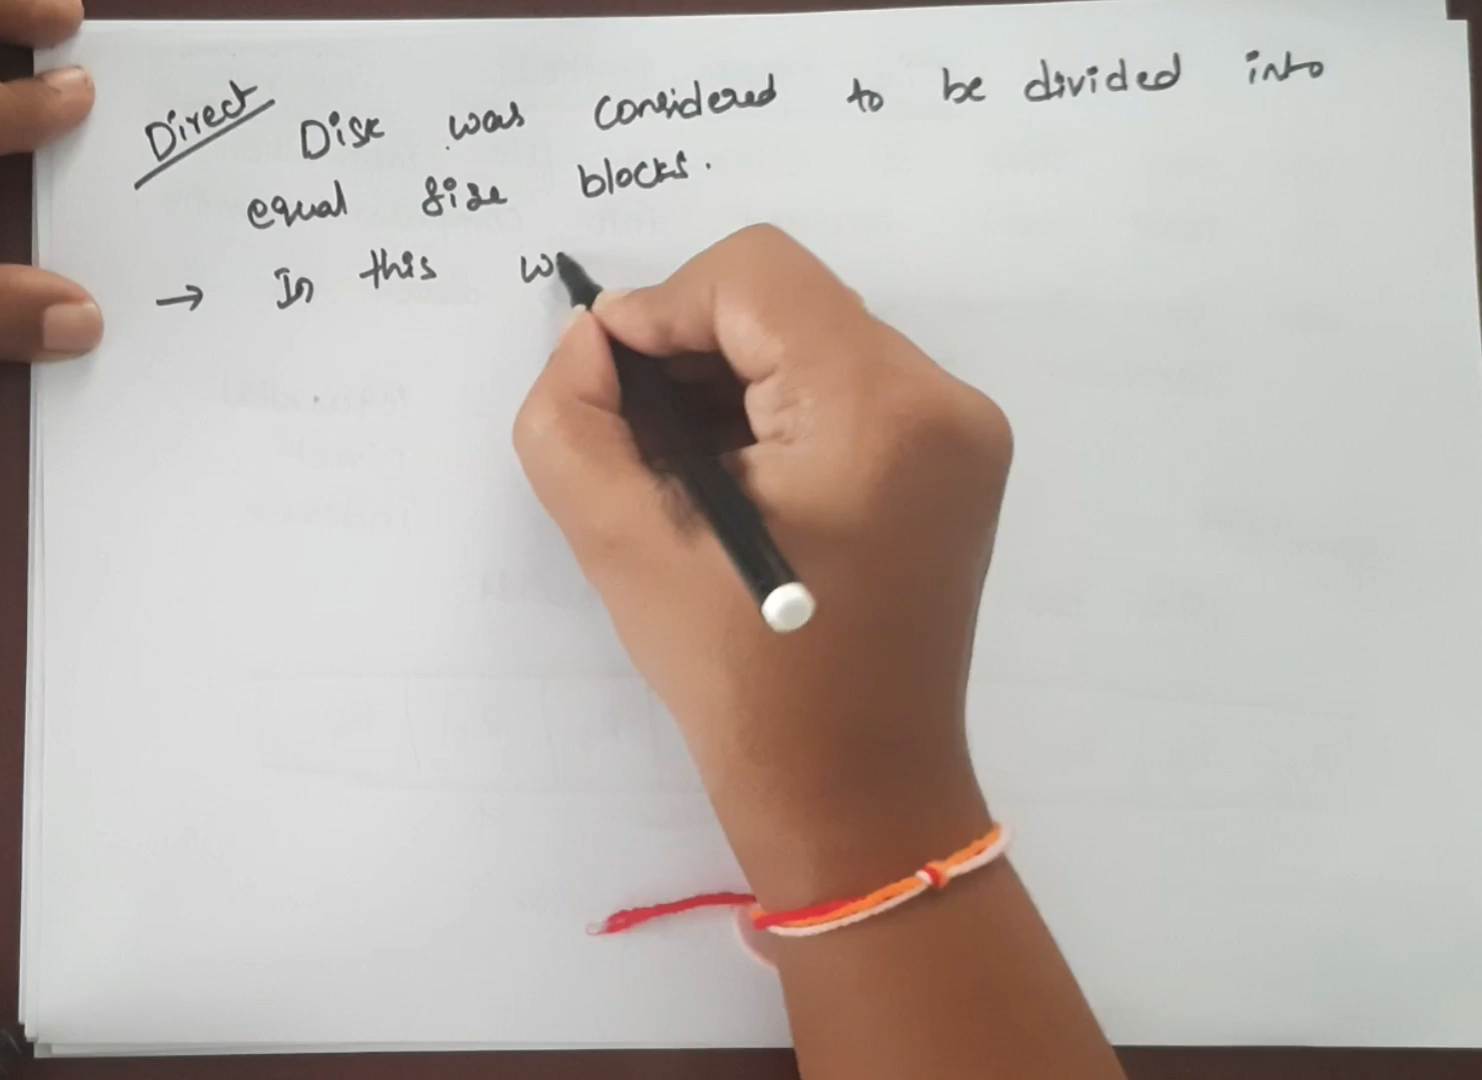 Direct Disk was considered to be divided into
equal size blocks.
→ In this w